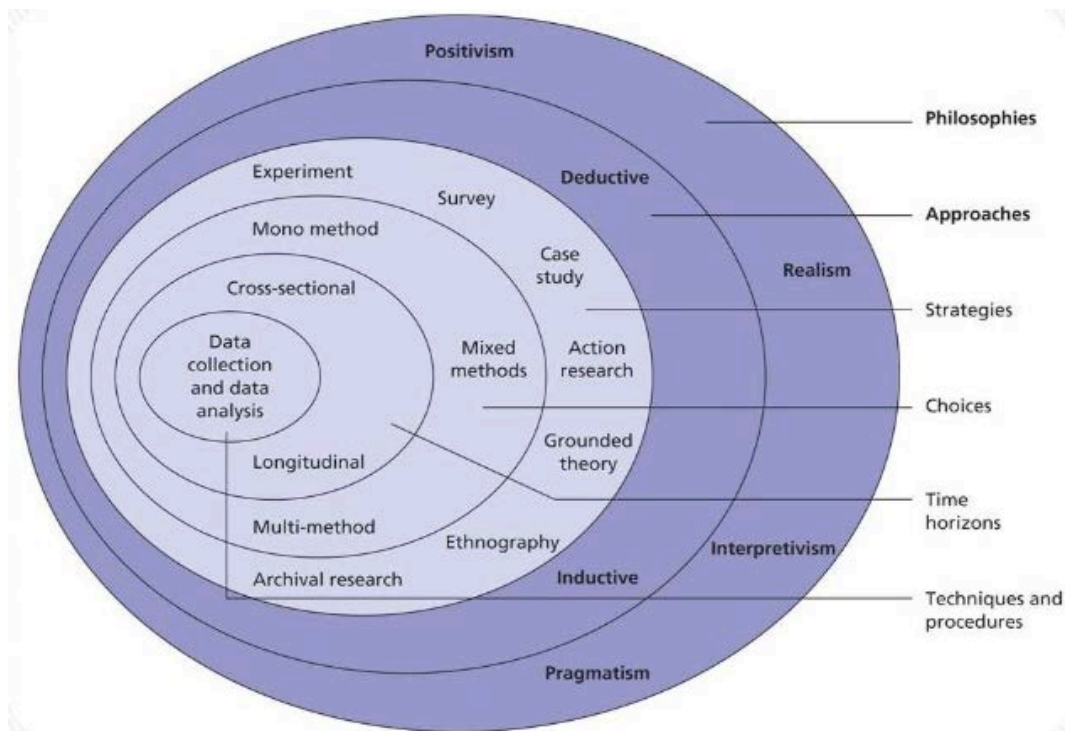 Positivism
Philosophies
Experiment
Deductive
Survey
Approaches
Mono method
Case
study
Realism
Cross-sectional
Strategies
Data
collection
and data
analysis
Mixed
methods
Action
research
Choices
Grounded
theory
Longitudinal
Time
horizons
Multi-method
Ethnography
Interpretivism
Archival research
Inductive
Techniques and
procedures
Pragmatism